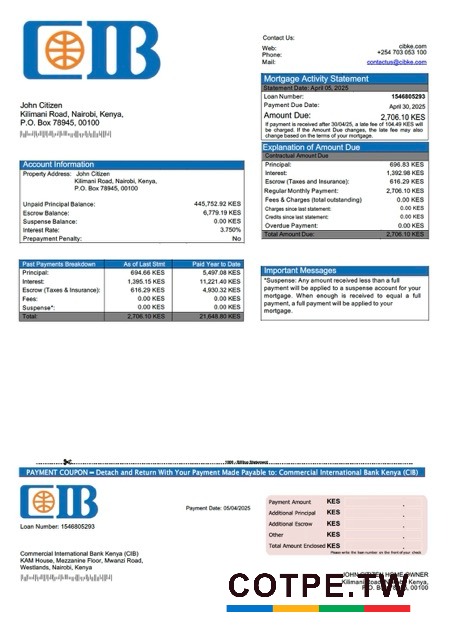 CIB
Contact Us:
Web: cibke.com
Phone: +254 703 053 100
Mail: contactus@cibke.com
Mortgage Activity Statement
Statement Date: April 05, 2025
Loan Number: 1546805293
Payment Due Date: April 30, 2025
Amount Due: 2,706.10 KES
If payment is received after 30/04/25, a late fee of 104.49 KES will
be charged. If the Amount Due changes, the late fee may also
change based on the terms of your mortgage.
John Citizen
Kilimani Road, Nairobi, Kenya,
P.O. Box 78945, 00100
Explanation of Amount Due
Contractual Amount Due
Principal: 696.83 KES
Interest: 1,392.98 KES
Escrow (Taxes and Insurance): 616.29 KES
Regular Monthly Payment: 2,706.10 KES
Fees & Charges (total outstanding) 0.00 KES
Charges since last statement: 0.00 KES
Credits since last statement: 0.00 KES
Overdue Payment: 0.00 KES
Total Amount Due: 2,706.10 KES
Account Information
Property Address: John Citizen
Kilimani Road, Nairobi, Kenya,
P.O. Box 78945, 00100
Unpaid Principal Balance: 445,752.92 KES
Escrow Balance: 6,779.19 KES
Suspense Balance: 0.00 KES
Interest Rate: 3.750%
Prepayment Penalty: No
Past Payments Breakdown As of Last Stmt Paid Year to Date
Principal: 694.66 KES 5,497.08 KES
Interest: 1,395.15 KES 11,221.40 KES
Escrow (Taxes & Insurance): 616.29 KES 4,930.32 KES
Fees: 0.00 KES 0.00 KES
Suspense*: 0.00 KES 0.00 KES
Total: 2,706.10 KES 21,648.80 KES
Important Messages
*Suspense: Any amount received less than a full
payment will be applied to a suspense account for your
mortgage. When enough is received to equal a full
payment, a full payment will be applied to your
mortgage.
PAYMENT COUPON – Detach and Return With Your Payment Made Payable to: Commercial International Bank Kenya (CIB)
CIB
Loan Number: 1546805293
Payment Date: 05/04/2025
Payment Amount KES
Additional Principal KES
Additional Escrow KES
Other KES
Total Amount Enclosed KES
Please write the loan number on the front of your check
Commercial International Bank Kenya (CIB)
KAM House, Mezzanine Floor, Mwanzi Road,
Westlands, Nairobi, Kenya
JOHN CITIZEN HOME OWNER
Kilimani Road, Nairobi, Kenya
P.O. Box 78945, 00100
COTPE.TW